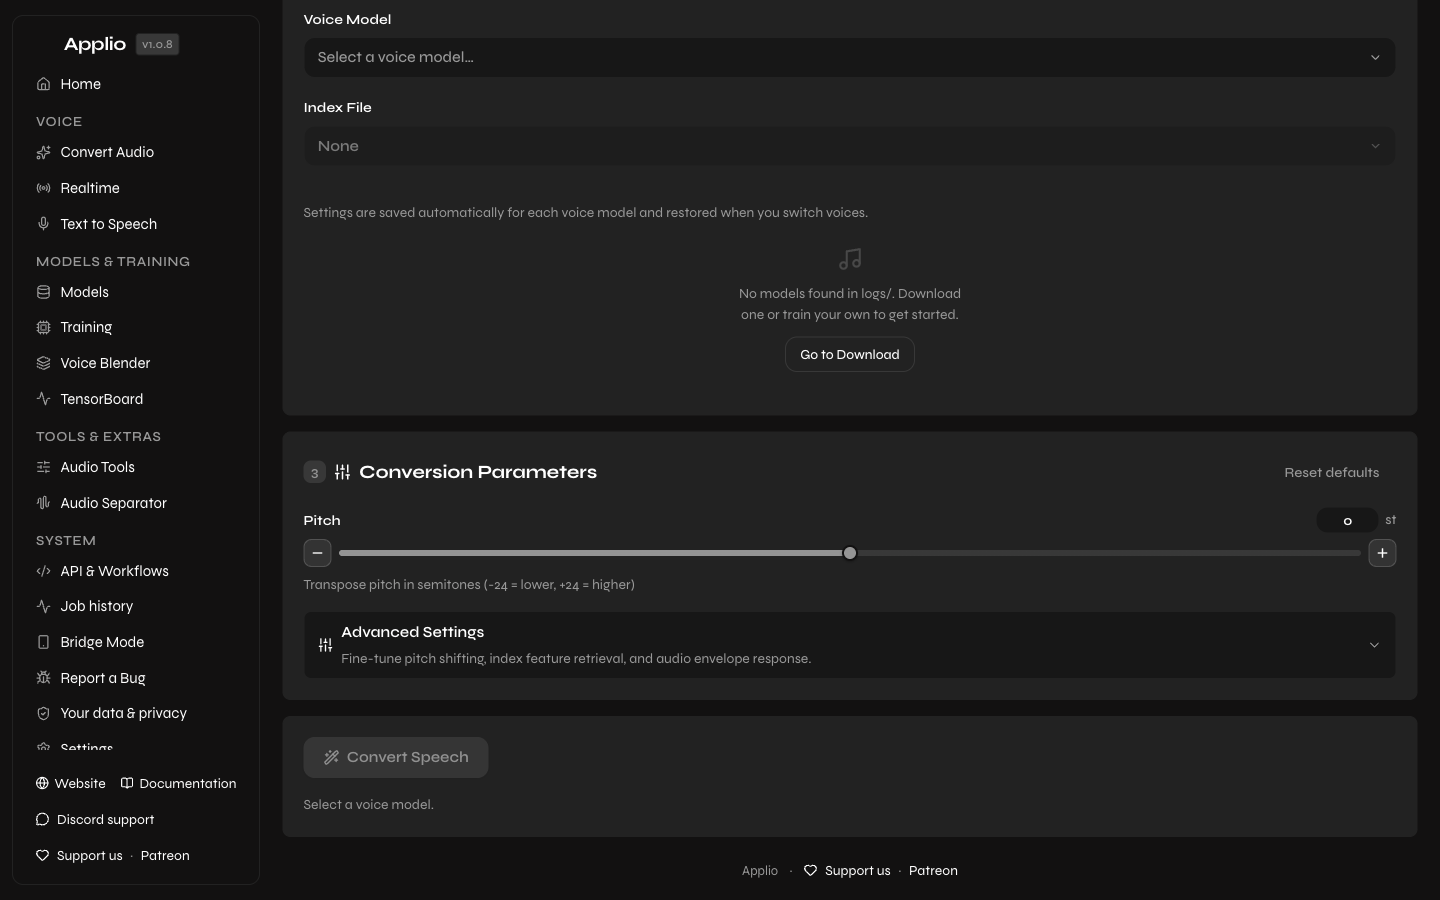 Applio v1.0.8
Home
VOICE
Convert Audio
Realtime
Text to Speech
MODELS & TRAINING
Models
Training
Voice Blender
TensorBoard
TOOLS & EXTRAS
Audio Tools
Audio Separator
SYSTEM
API & Workflows
Job history
Bridge Mode
Report a Bug
Your data & privacy
Settings
Website Documentation
Discord support
Support us · Patreon
Voice Model
Select a voice model...
Index File
None
Settings are saved automatically for each voice model and restored when you switch voices.
No models found in logs/. Download
one or train your own to get started.
Go to Download
3 Conversion Parameters Reset defaults
Pitch 0 st
Transpose pitch in semitones (-24 = lower, +24 = higher)
Advanced Settings
Fine-tune pitch shifting, index feature retrieval, and audio envelope response.
Convert Speech
Select a voice model.
Applio · Support us · Patreon